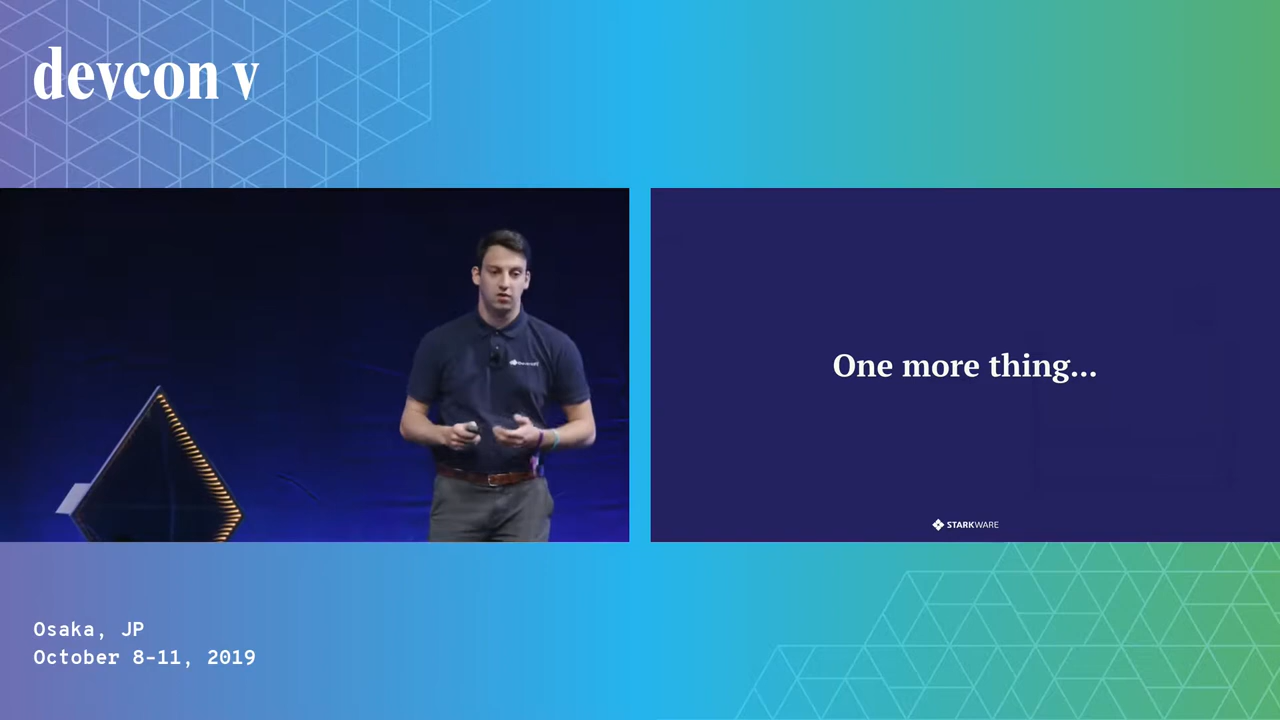 devcon v
One more thing...
STARKWARE
Osaka, JP
October 8-11, 2019